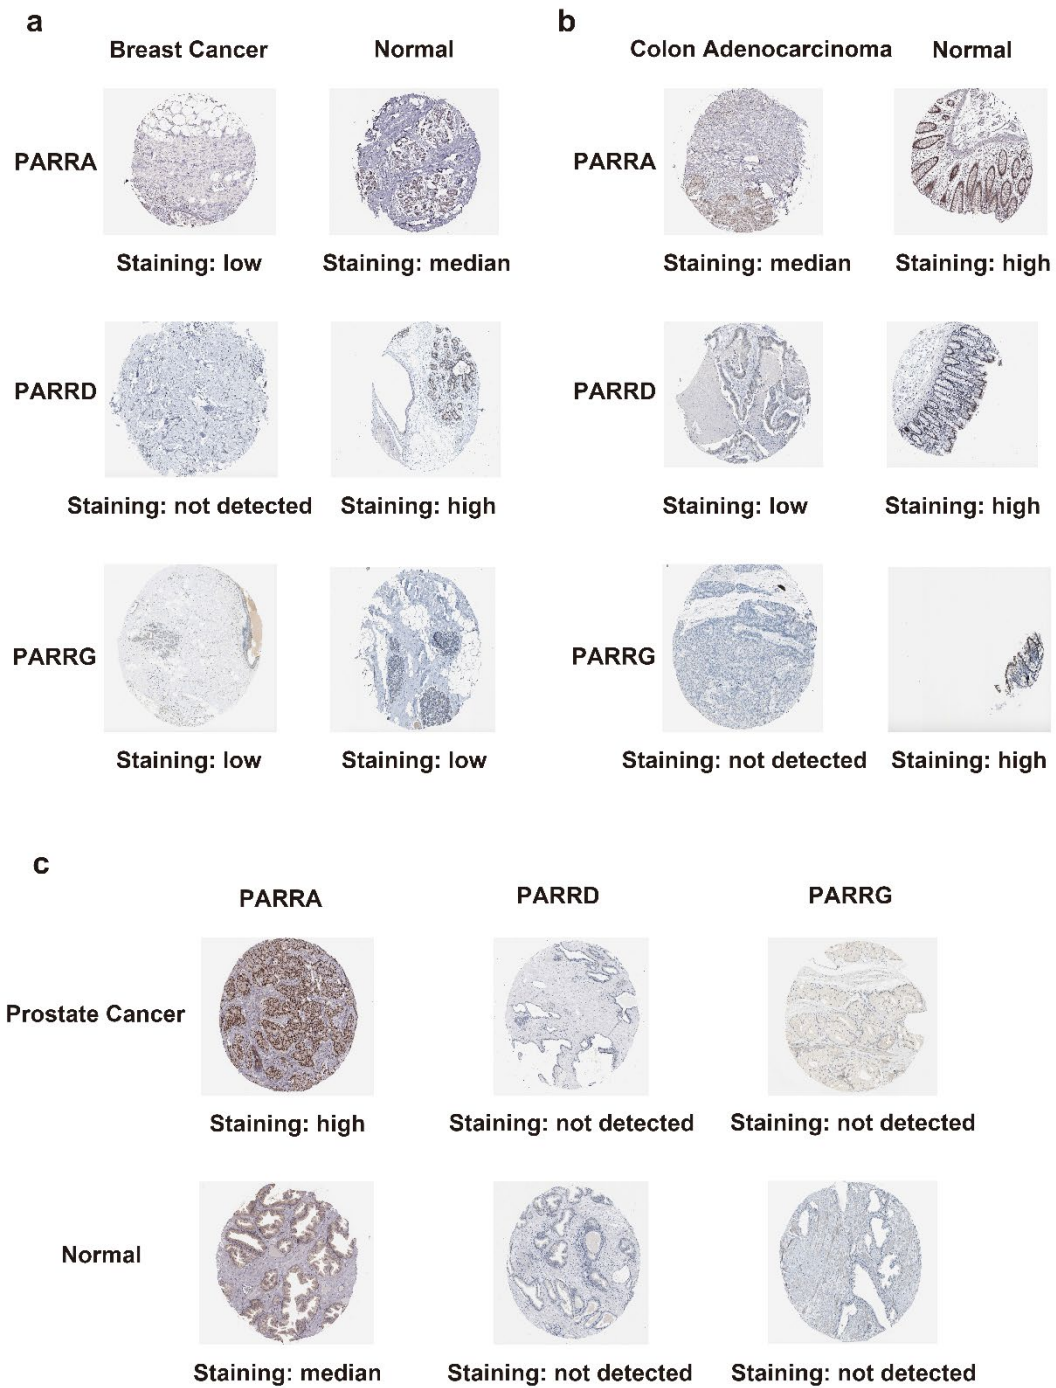 a
Breast Cancer Normal
PARRA
Staining: low Staining: median
PARRD
Staining: not detected Staining: high
PARRG
Staining: low Staining: low
b
Colon Adenocarcinoma Normal
PARRA
Staining: median Staining: high
PARRD
Staining: low Staining: high
PARRG
Staining: not detected Staining: high
c
PARRA PARRD PARRG
Prostate Cancer
Staining: high Staining: not detected Staining: not detected
Normal
Staining: median Staining: not detected Staining: not detected